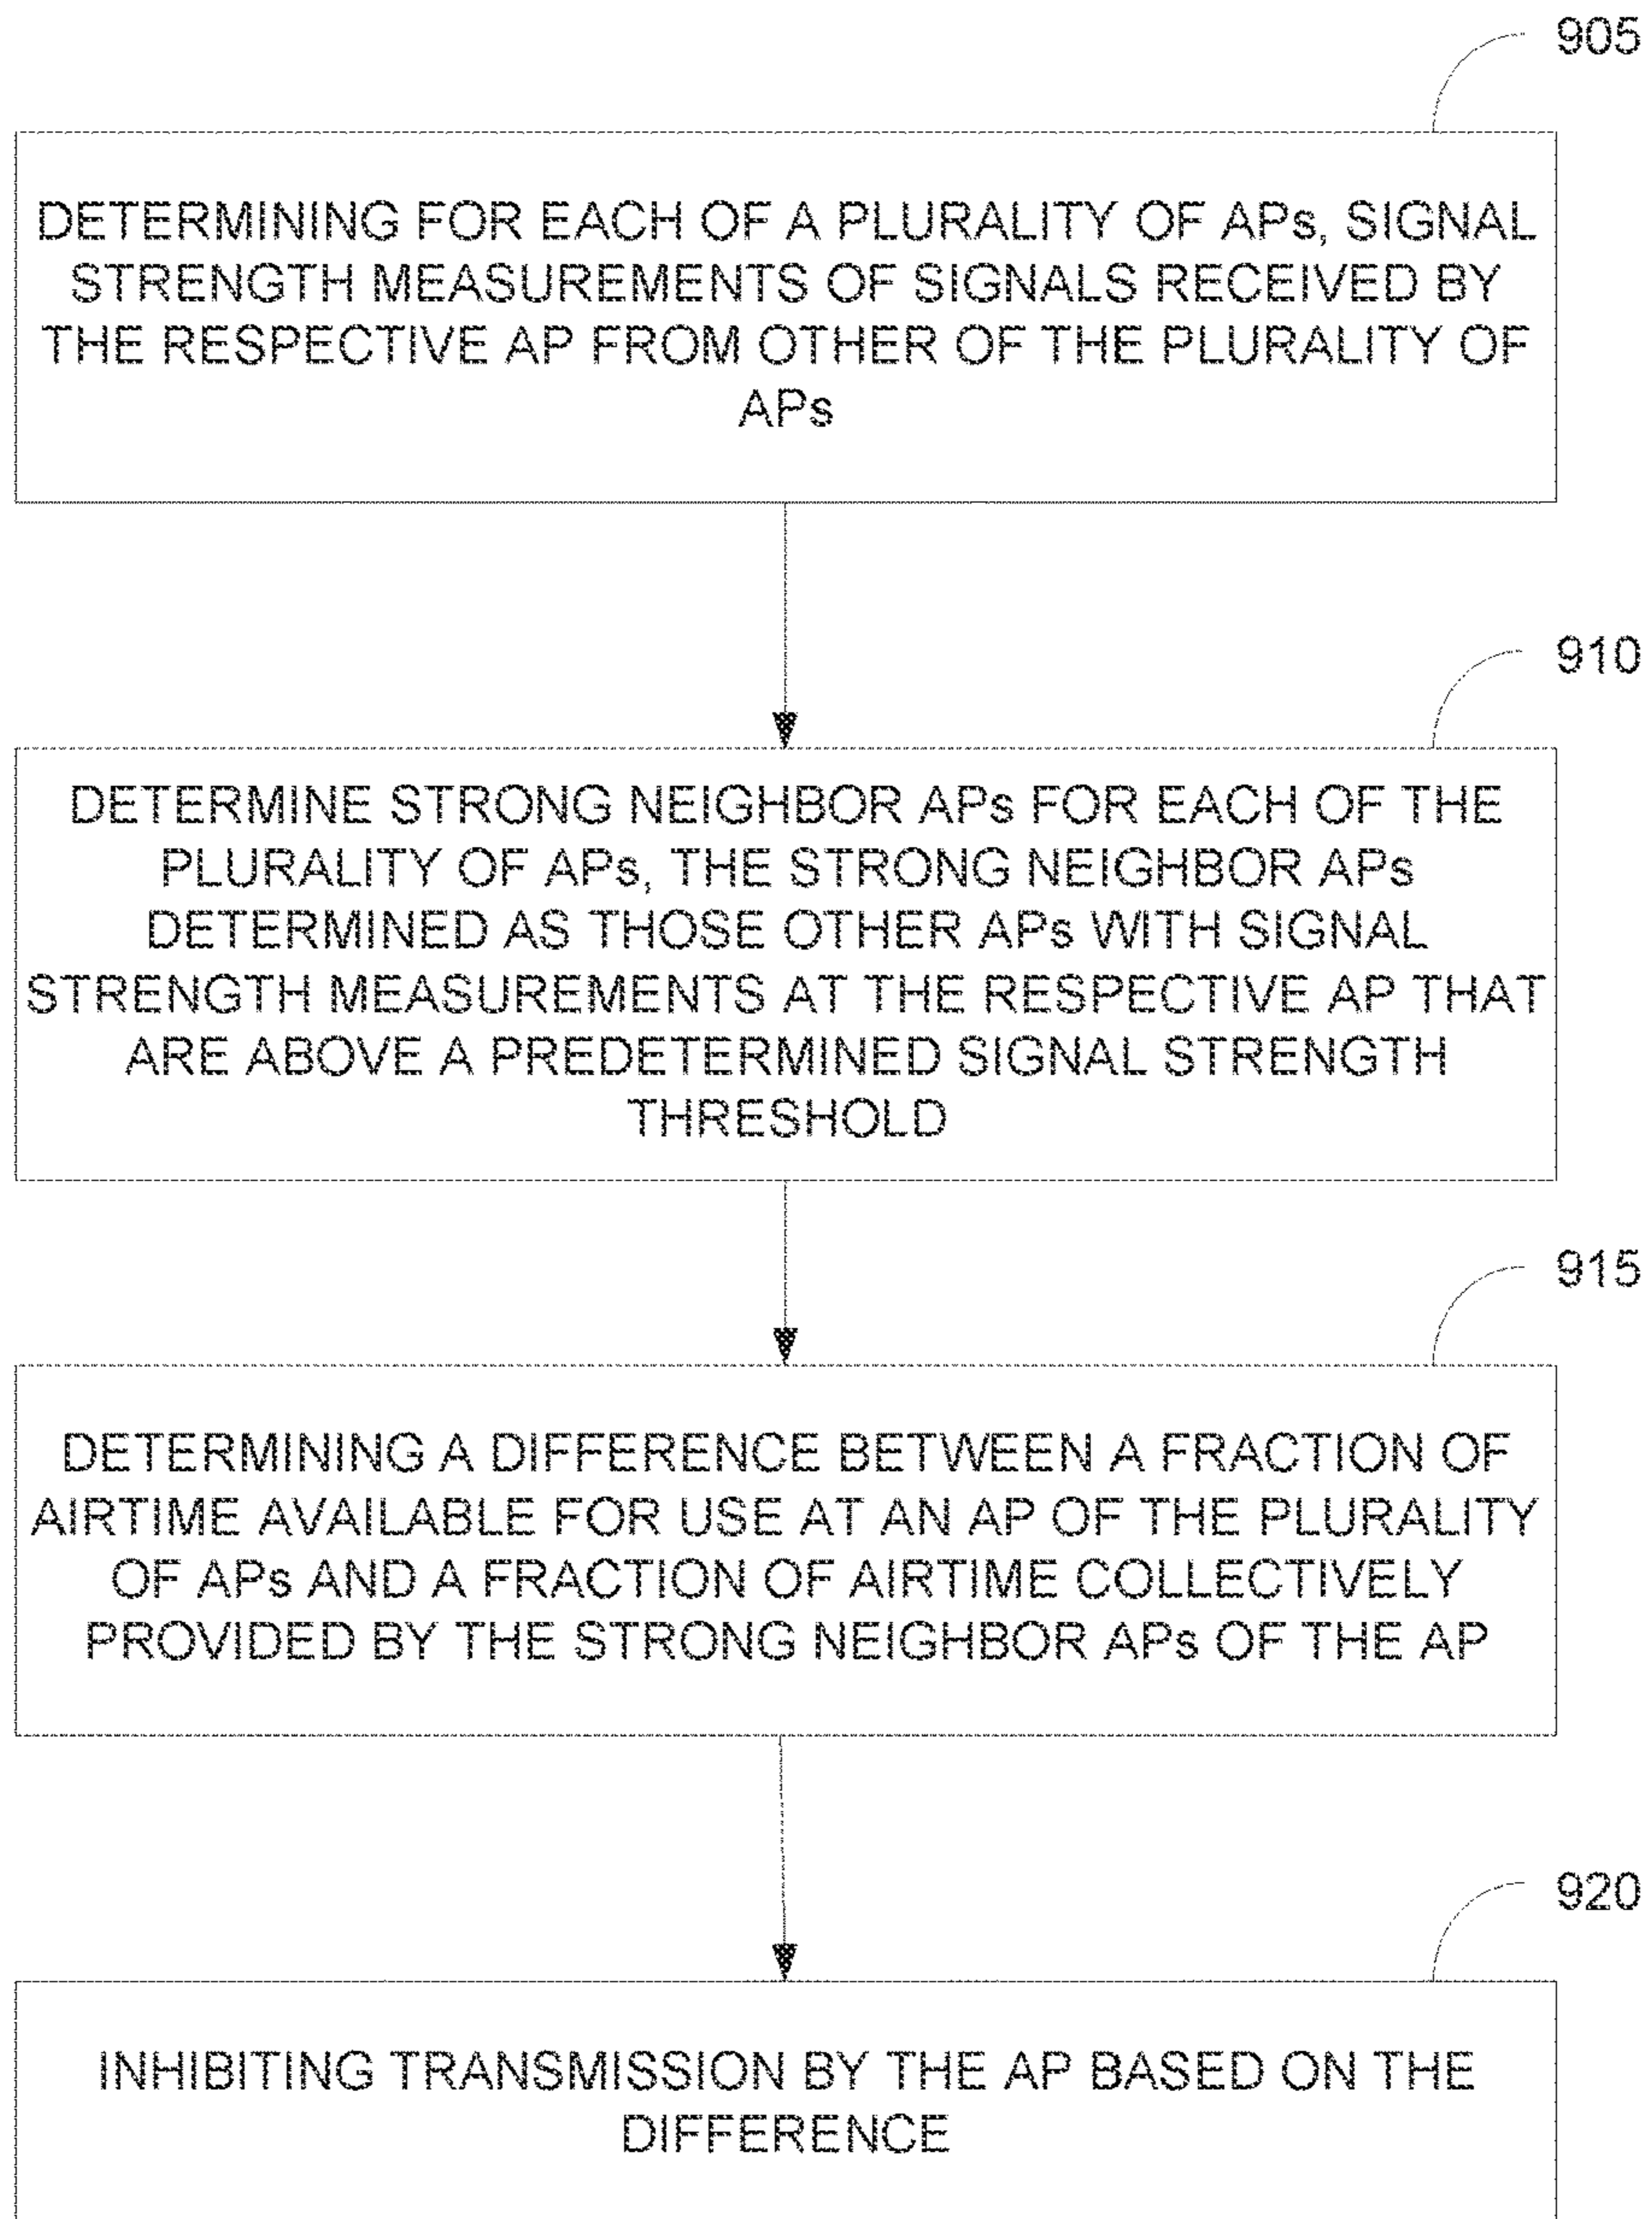 905
DETERMINING FOR EACH OF A PLURALITY OF APs, SIGNAL
STRENGTH MEASUREMENTS OF SIGNALS RECEIVED BY
THE RESPECTIVE AP FROM OTHER OF THE PLURALITY OF
APs
910
DETERMINE STRONG NEIGHBOR APs FOR EACH OF THE
PLURALITY OF APs, THE STRONG NEIGHBOR APs
DETERMINED AS THOSE OTHER APs WITH SIGNAL
STRENGTH MEASUREMENTS AT THE RESPECTIVE AP THAT
ARE ABOVE A PREDETERMINED SIGNAL STRENGTH
THRESHOLD
915
DETERMINING A DIFFERENCE BETWEEN A FRACTION OF
AIRTIME AVAILABLE FOR USE AT AN AP OF THE PLURALITY
OF APs AND A FRACTION OF AIRTIME COLLECTIVELY
PROVIDED BY THE STRONG NEIGHBOR APs OF THE AP
920
INHIBITING TRANSMISSION BY THE AP BASED ON THE
DIFFERENCE